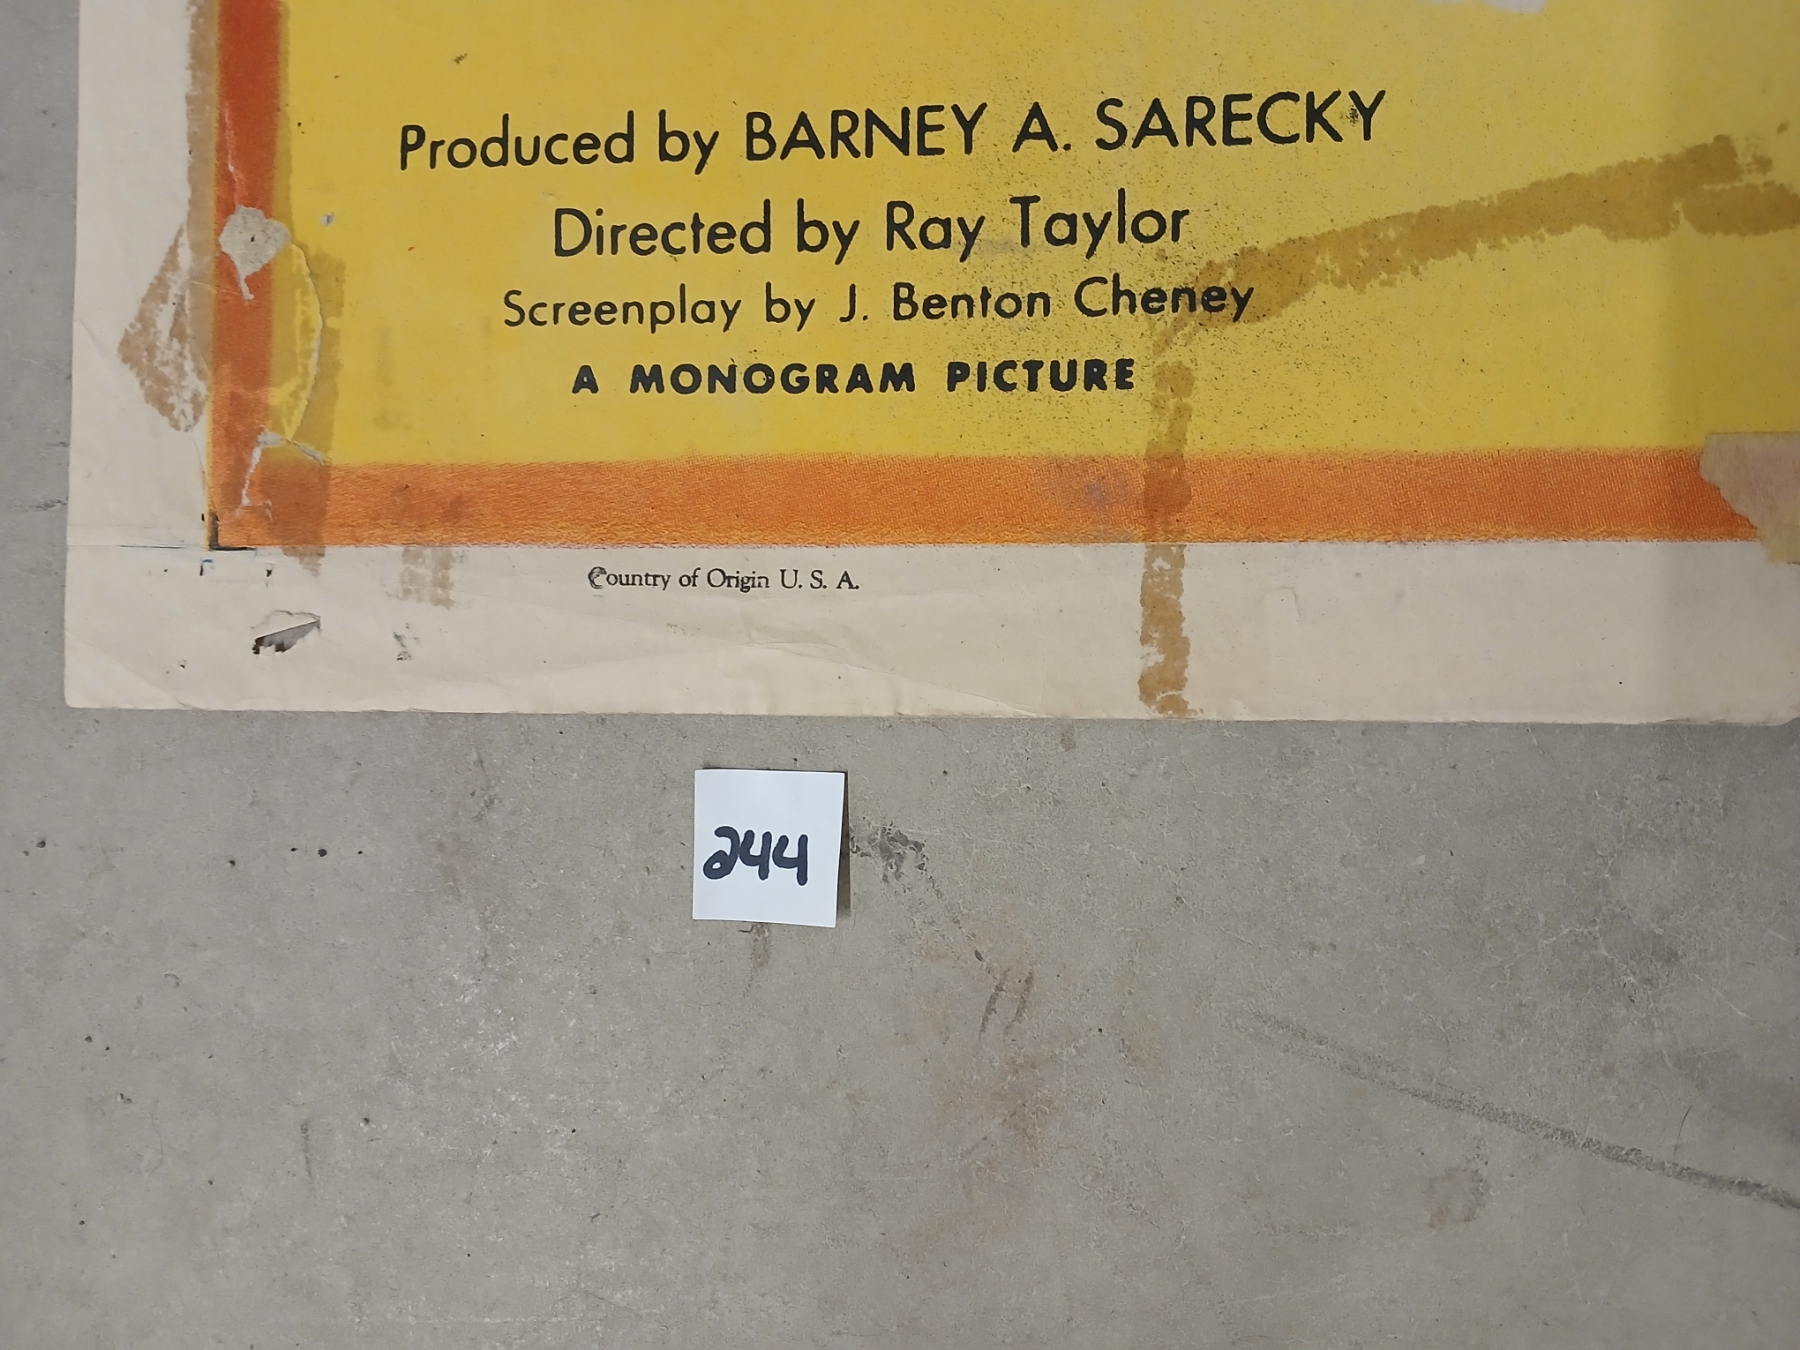 Produced by BARNEY A. SARECKY
Directed by Ray Taylor
Screenplay by J. Benton Cheney
A MONOGRAM PICTURE
Country of Origin U. S. A.
244